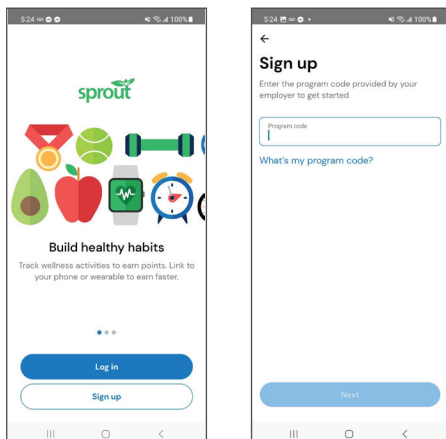 5:24
100%
sprout
Build healthy habits
Track wellness activities to earn points. Link to
your phone or wearable to earn faster.
Log in
Sign up
5:24
100%
Sign up
Enter the program code provided by your
employer to get started
Program code
What's my program code?
Next